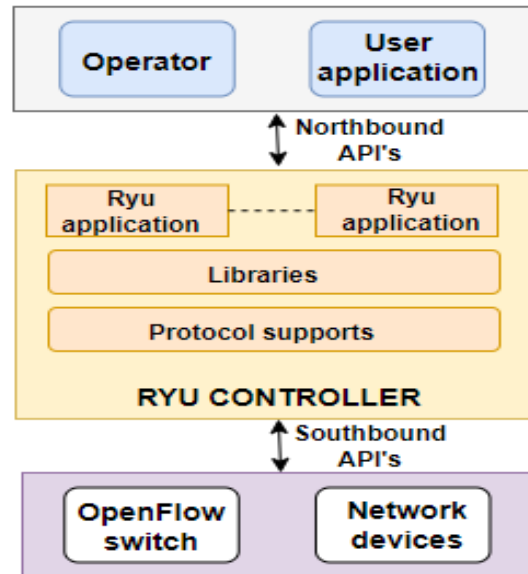 Operator
User
application
Northbound
API's
Ryu
application
Ryu
application
Libraries
Protocol supports
RYU CONTROLLER
Southbound
API's
OpenFlow
switch
Network
devices